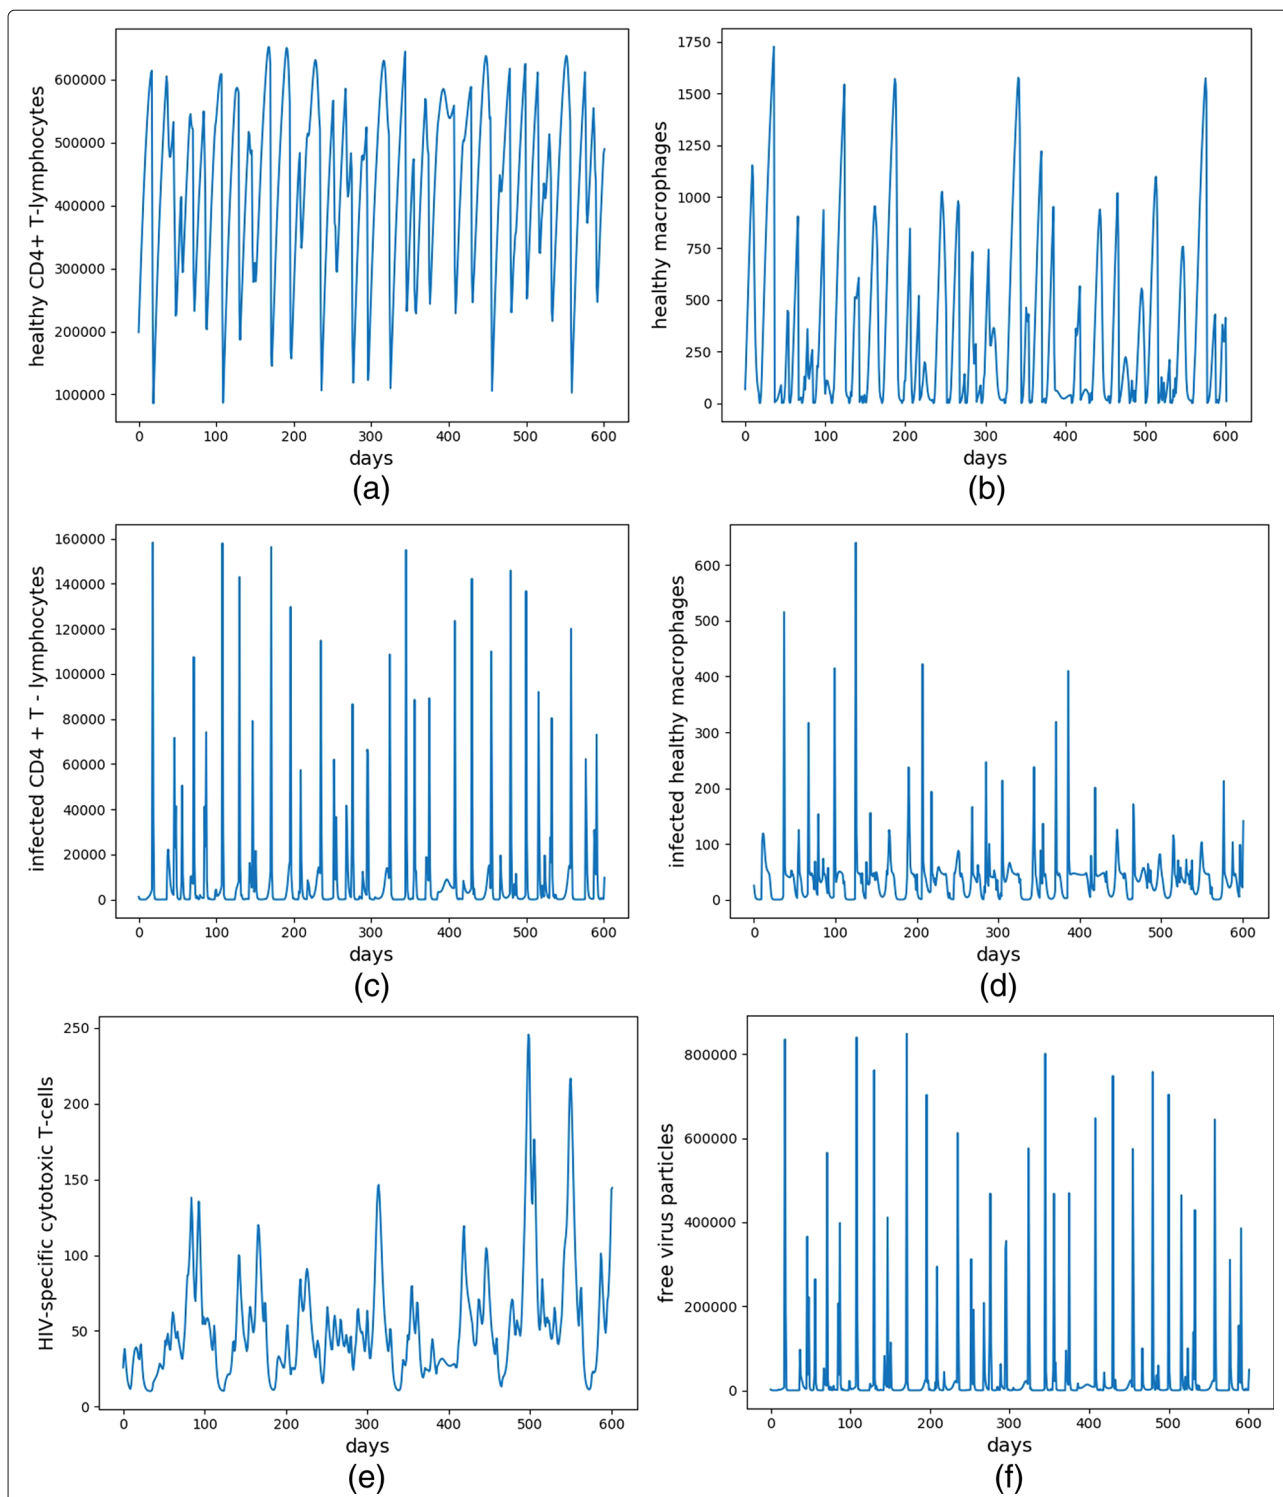 healthy CD4+ T-lymphocytes
600000
500000
400000
300000
200000
100000
0 100 200 300 400 500 600
days
(a)
healthy macrophages
1750
1500
1250
1000
750
500
250
0
0 100 200 300 400 500 600
days
(b)
infected CD4 + T - lymphocytes
160000
140000
120000
100000
80000
60000
40000
20000
0
0 100 200 300 400 500 600
days
(c)
infected healthy macrophages
600
500
400
300
200
100
0
0 100 200 300 400 500 600
days
(d)
HIV-specific cytotoxic T-cells
250
200
150
100
50
0
0 100 200 300 400 500 600
days
(e)
free virus particles
800000
600000
400000
200000
0
0 100 200 300 400 500 600
days
(f)